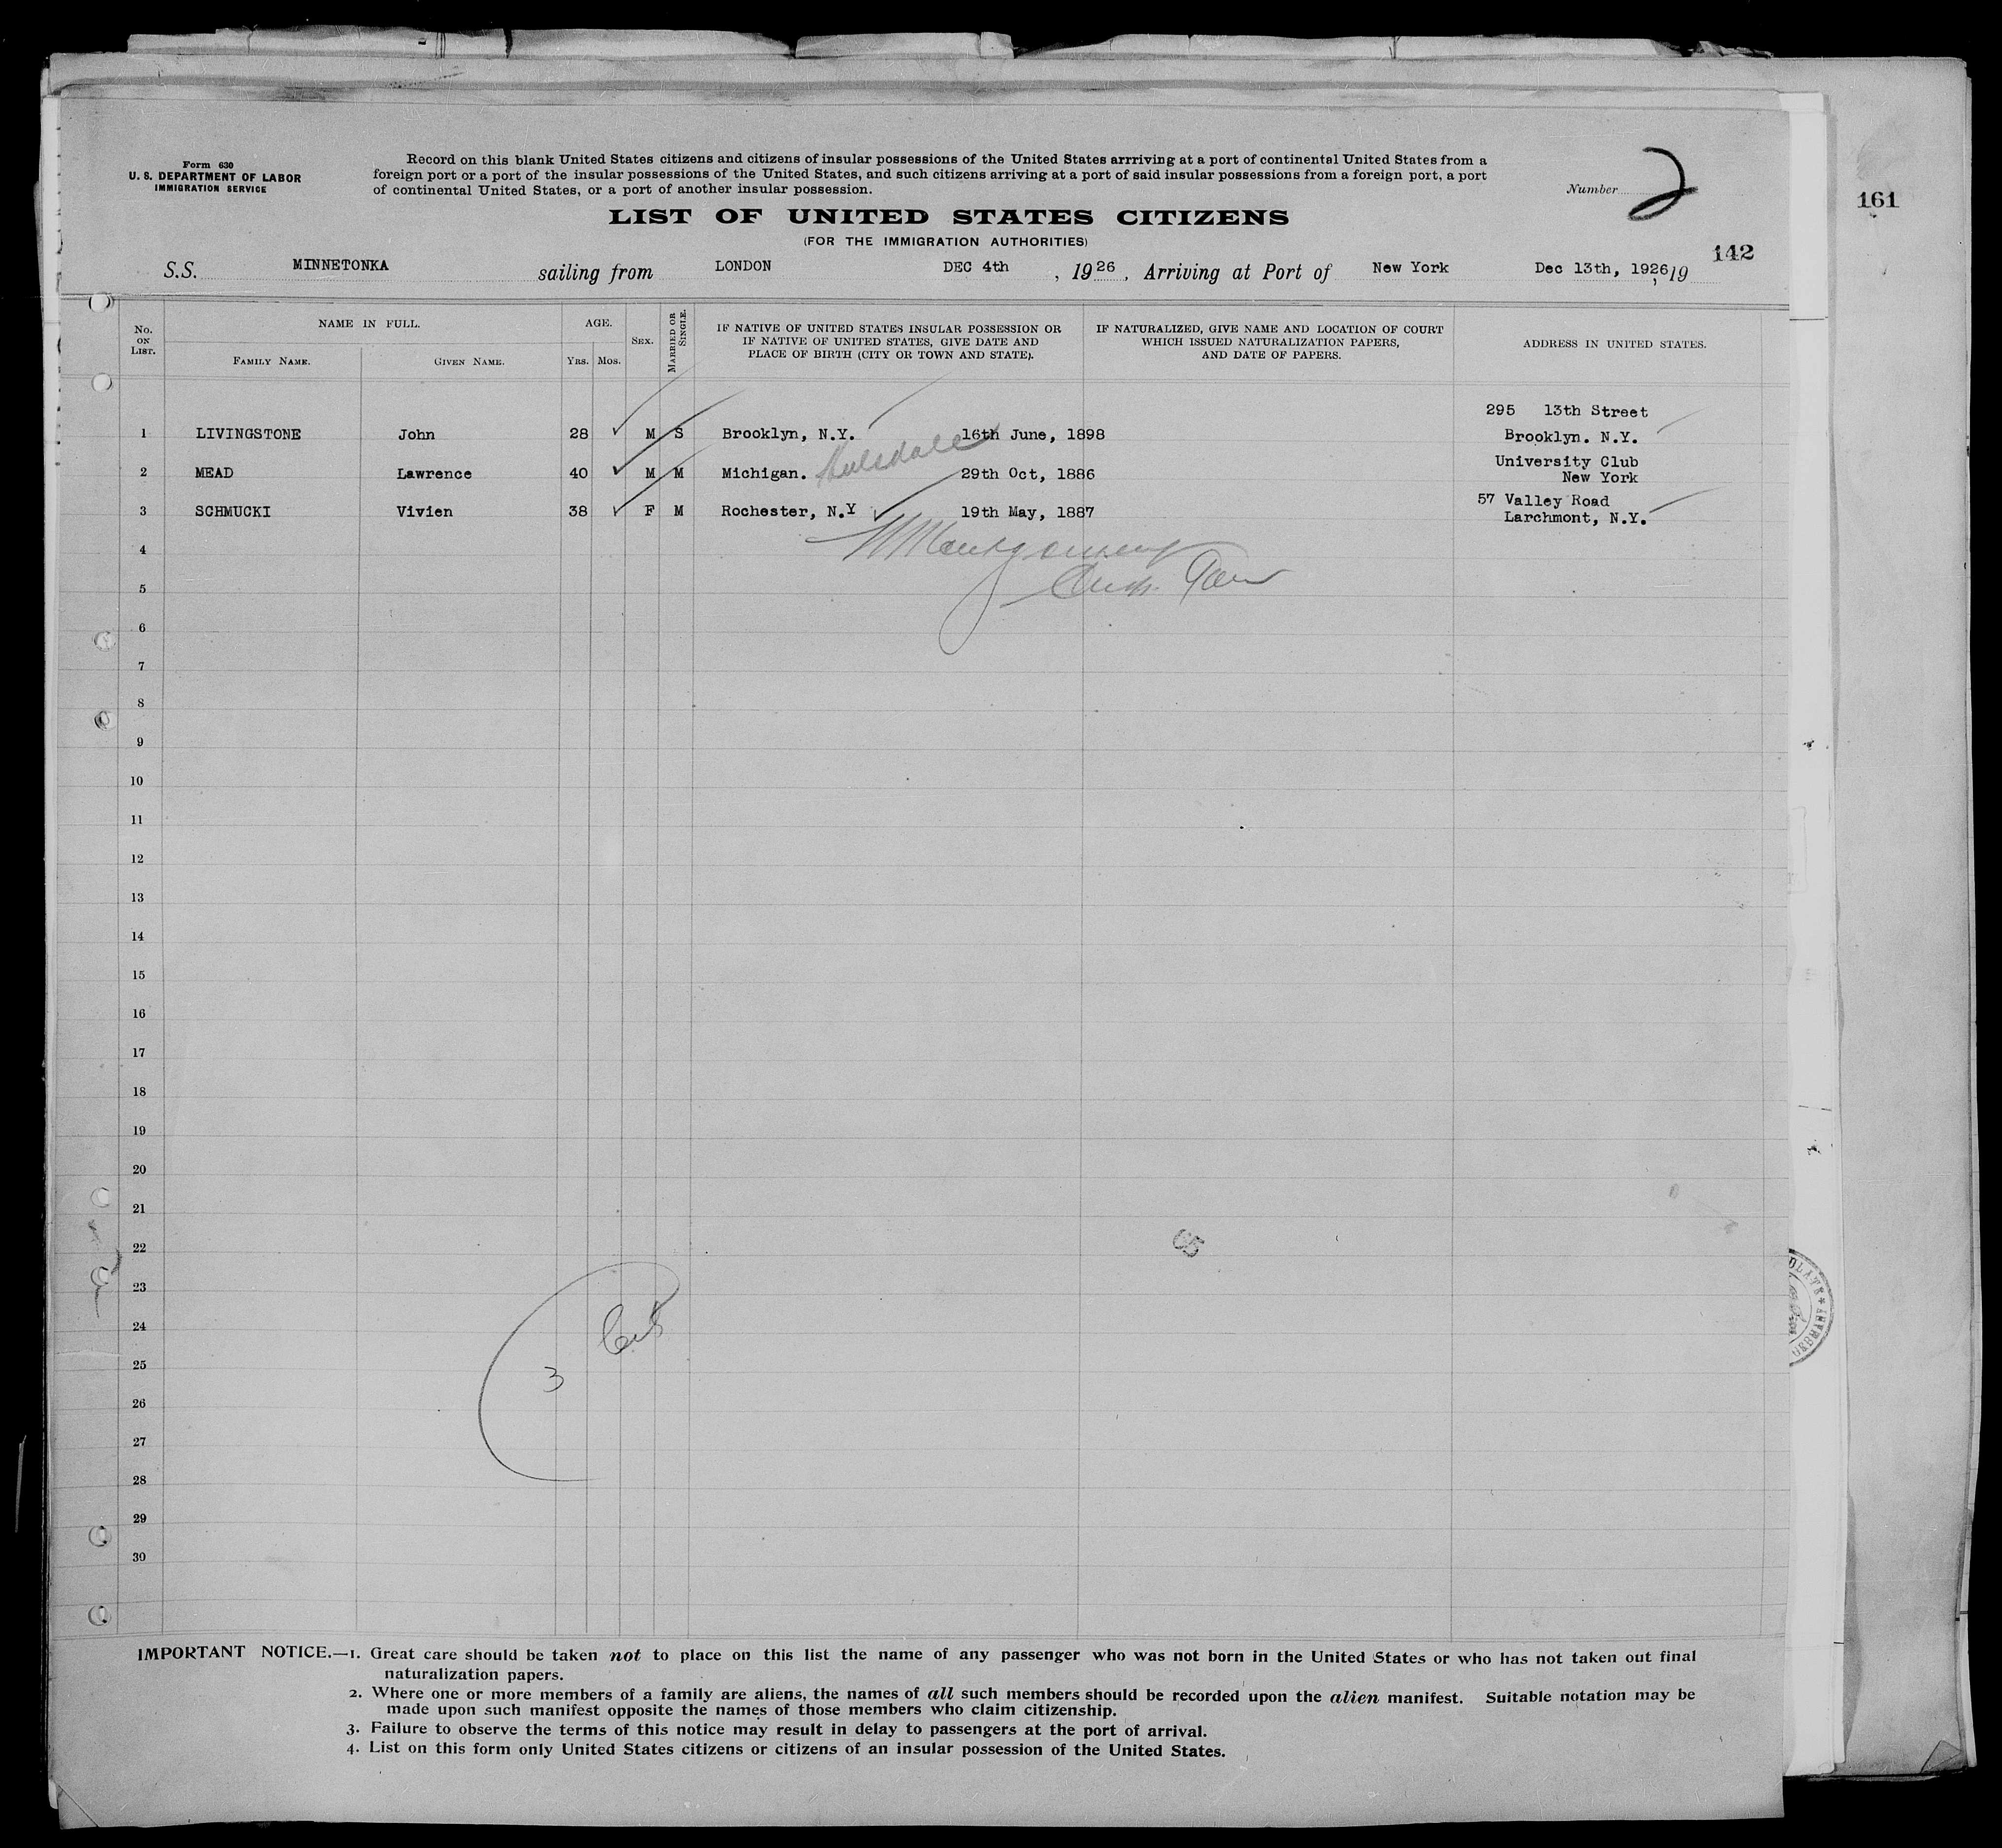 Form 630
U. S. DEPARTMENT OF LABOR
IMMIGRATION SERVICE
Record on this blank United States citizens and citizens of insular possessions of the United States arrriving at a port of continental United States from a
foreign port or a port of the insular possessions of the United States, and such citizens arriving at a port of said insular possessions from a foreign port, a port
of continental United States, or a port of another insular possession.
Number 2
161
LIST OF UNITED STATES CITIZENS
(FOR THE IMMIGRATION AUTHORITIES)
142
S.S. MINNETONKA sailing from LONDON DEC 4th , 1926 , Arriving at Port of New York Dec 13th, 1926 , 19
No. ON LIST. NAME IN FULL. AGE. SEX. MARRIED OR SINGLE. IF NATIVE OF UNITED STATES INSULAR POSSESSION OR IF NATIVE OF UNITED STATES, GIVE DATE AND PLACE OF BIRTH (CITY OR TOWN AND STATE). IF NATURALIZED, GIVE NAME AND LOCATION OF COURT WHICH ISSUED NATURALIZATION PAPERS, AND DATE OF PAPERS. ADDRESS IN UNITED STATES.
FAMILY NAME. GIVEN NAME. YRS. MOS.
295 13th Street
1 LIVINGSTONE John 28 M S Brooklyn, N.Y. 16th June, 1898 Brooklyn. N.Y.
University Club
2 MEAD Lawrence 40 M M Michigan. 29th Oct, 1886 New York
57 Valley Road
3 SCHMUCKI Vivien 38 F M Rochester, N.Y 19th May, 1887 Larchmont, N.Y.
4
5
6
7
8
9
10
11
12
13
14
15
16
17
18
19
20
21
22
65
23
24
25
3
26
27
28
29
30
IMPORTANT NOTICE.—1. Great care should be taken not to place on this list the name of any passenger who was not born in the United States or who has not taken out final
naturalization papers.
2. Where one or more members of a family are aliens, the names of all such members should be recorded upon the alien manifest. Suitable notation may be
made upon such manifest opposite the names of those members who claim citizenship.
3. Failure to observe the terms of this notice may result in delay to passengers at the port of arrival.
4. List on this form only United States citizens or citizens of an insular possession of the United States.